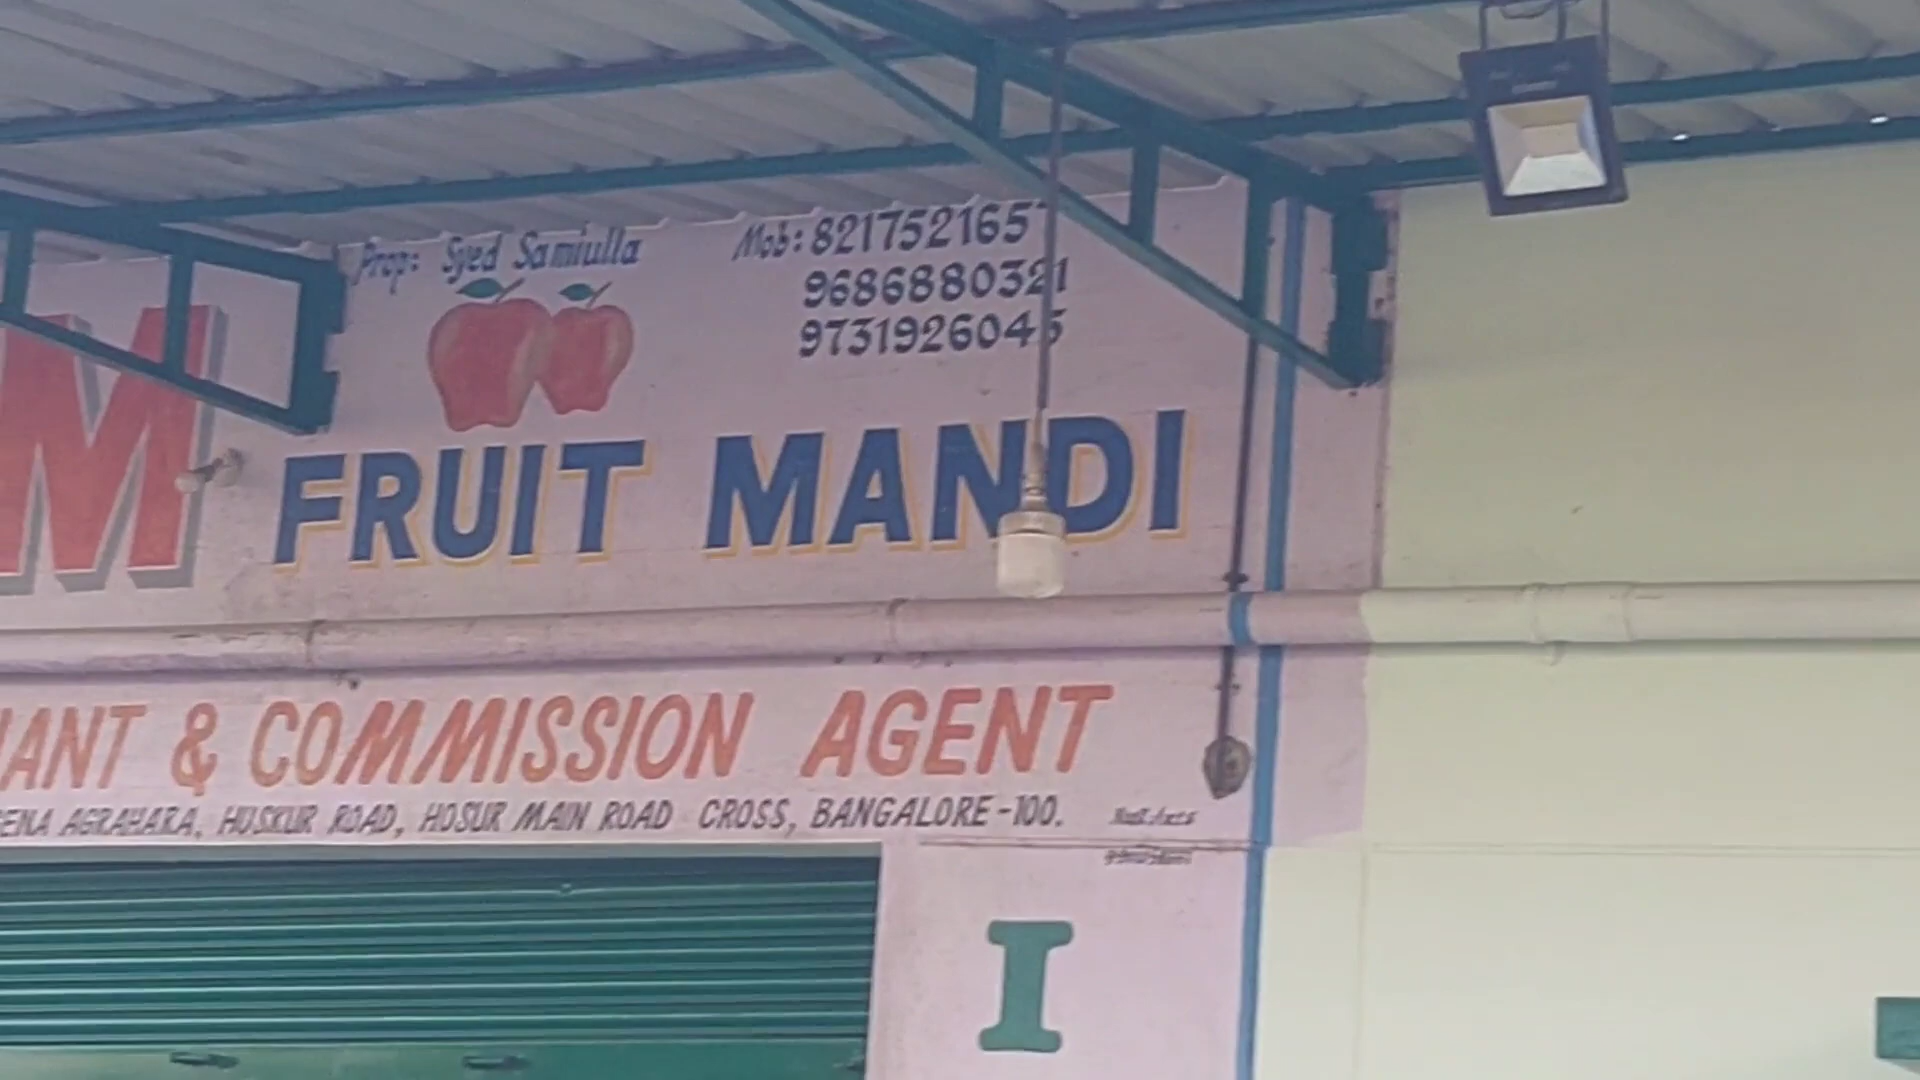 Prop: Syed Samiulla
Mob: 821752165
9686880321
9731926045
M FRUIT MANDI
ANT & COMMISSION AGENT
ENA AGRAHARA, HUSKUR ROAD, HOSUR MAIN ROAD CROSS, BANGALORE-100.
I